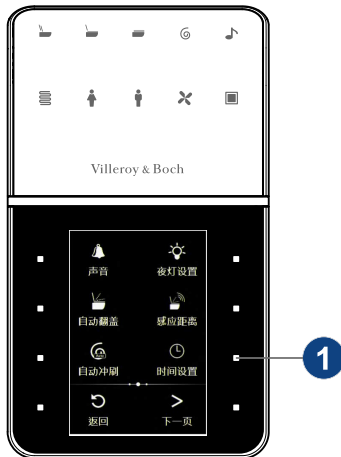 Villeroy & Boch
声音 夜灯设置
自动翻盖 感应距离
自动冲刷 时间设置
1
返回 下一页